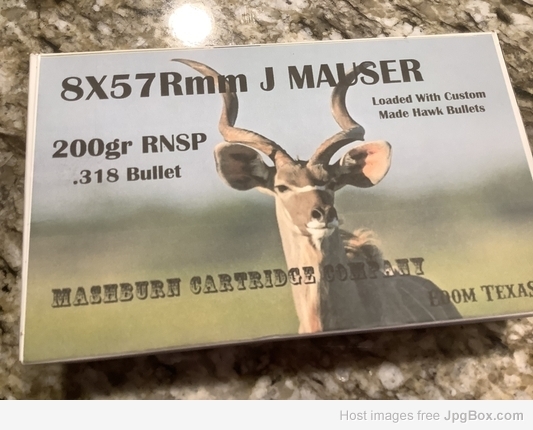 8X57Rmm J MAUSER
Loaded With Custom
Made Hawk Bullets
200gr RNSP
.318 Bullet
MASHBURN CARTRIDGE COMPANY
FROM TEXAS
Host images free JpgBox.com